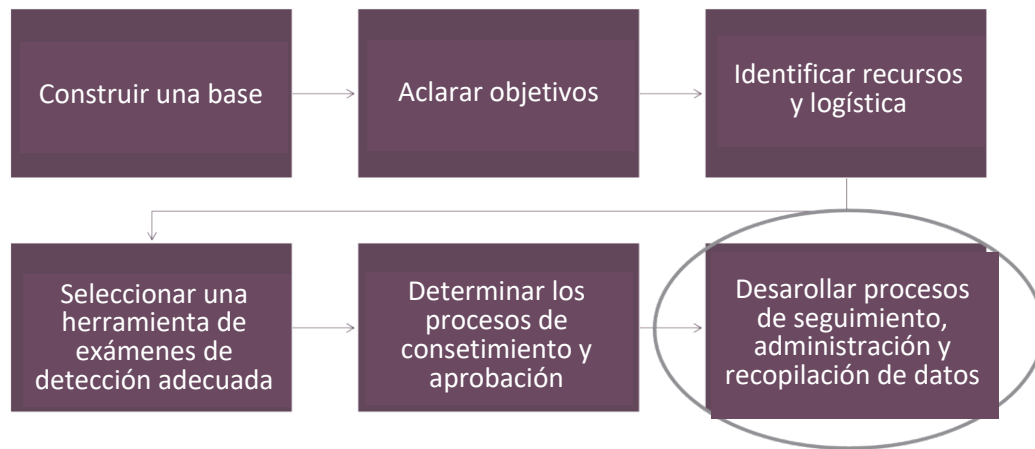 Construir una base
Aclarar objetivos
Identificar recursos
y logística
Seleccionar una
herramienta de
exámenes de
detección adecuada
Determinar los
procesos de
consetimiento y
aprobación
Desarollar procesos
de seguimiento,
administración y
recopilación de datos